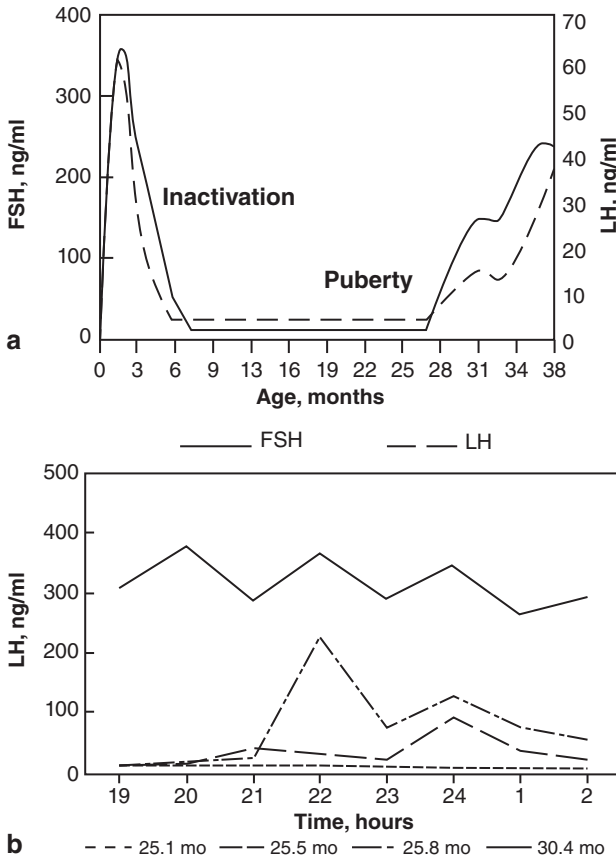 400
300
200
100
0
FSH, ng/ml
70
60
50
40
30
20
10
0
LH, ng/ml
Inactivation
Puberty
a
0 1 3 6 9 13 16 19 22 25 28 31 34 38
Age, months
FSH LH
500
400
300
200
100
0
LH, ng/ml
19 20 21 22 23 24 1 2
Time, hours
b
25.1 mo 25.5 mo 25.8 mo 30.4 mo